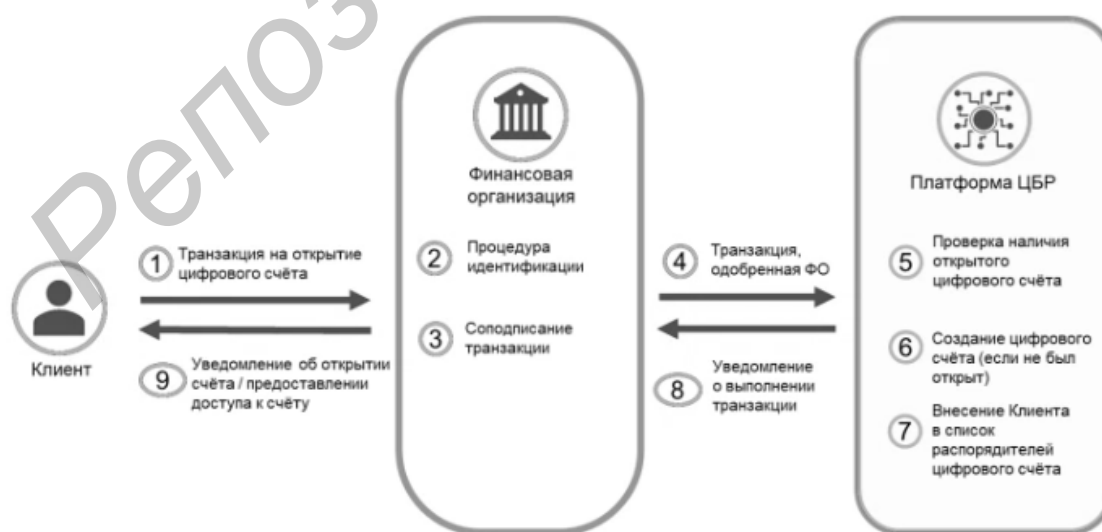 Репоз
Финансовая
организация
Платформа ЦБР
1 Транзакция на открытие
цифрового счёта
2 Процедура
идентификации
4 Транзакция,
одобренная ФО
5 Проверка наличия
открытого
цифрового счёта
Клиент
3 Соподписание
транзакции
6 Создание цифрового
счёта (если не был
открыт)
9 Уведомление об открытии
счёта / предоставлении
доступа к счёту
8 Уведомление
о выполнении
транзакции
7 Внесение Клиента
в список
распорядителей
цифрового счёта